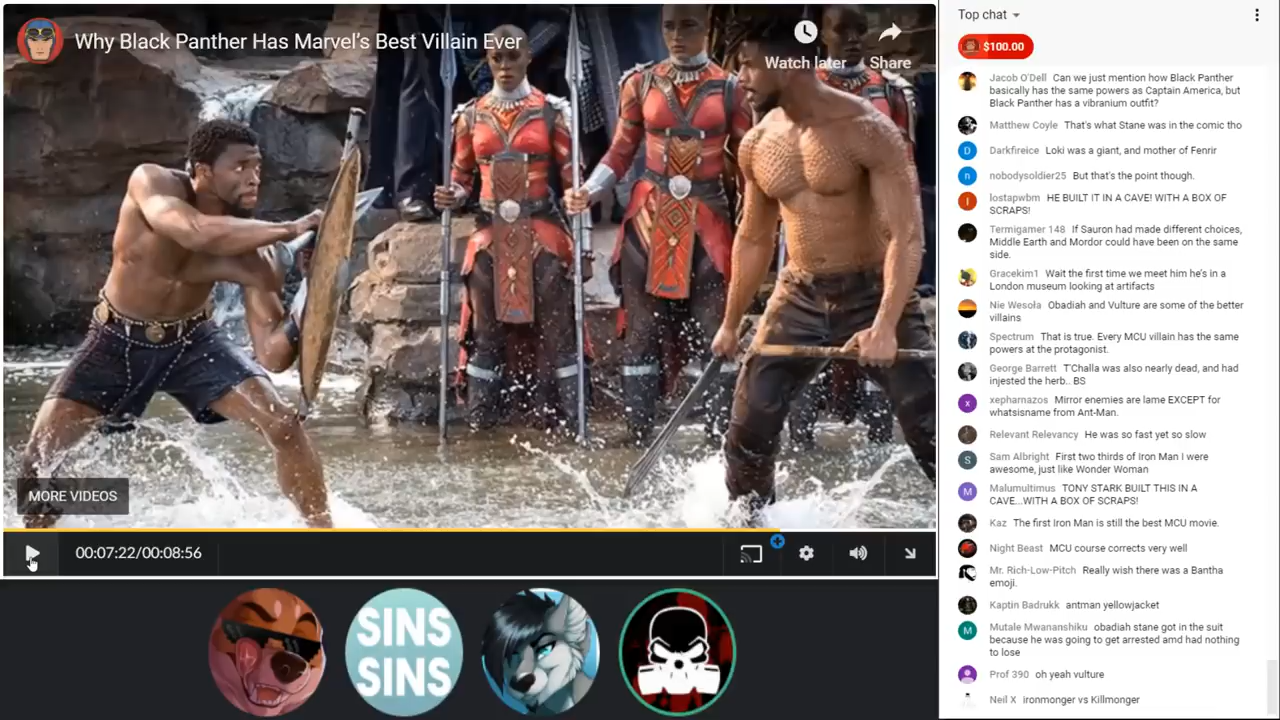 Why Black Panther Has Marvel's Best Villain Ever
Watch later
Share
MORE VIDEOS
00:07:22/00:08:56
SINS
SINS
Top chat
$100.00
Jacob O'Dell Can we just mention how Black Panther
basically has the same powers as Captain America, but
Black Panther has a vibranium outfit?
Matthew Coyle That's what Stane was in the comic tho
D
Darkfireice Loki was a giant, and mother of Fenrir
n
nobodysoldier25 But that's the point though.
l
lostapwbm HE BUILT IT IN A CAVE! WITH A BOX OF
SCRAPS!
Termigamer 148 If Sauron had made different choices,
Middle Earth and Mordor could have been on the same
side.
Gracekim1 Wait the first time we meet him he's in a
London museum looking at artifacts
Nie Wesoła Obadiah and Vulture are some of the better
villains
Spectrum That is true. Every MCU villain has the same
powers at the protagonist.
George Barrett T'Challa was also nearly dead, and had
injested the herb.. BS
x
xepharnazos Mirror enemies are lame EXCEPT for
whatsisname from Ant-Man.
Relevant Relevancy He was so fast yet so slow
S
Sam Albright First two thirds of Iron Man I were
awesome, just like Wonder Woman
M
Malumultimus TONY STARK BUILT THIS IN A
CAVE...WITH A BOX OF SCRAPS!
Kaz The first Iron Man is still the best MCU movie.
Night Beast MCU course corrects very well
Mr. Rich-Low-Pitch Really wish there was a Bantha
emoji.
Kaptin Badrukk antman yellowjacket
M
Mutale Mwananshiku obadiah stane got in the suit
because he was going to get arrested amd had nothing
to lose
Prof 390 oh yeah vulture
Neil X ironmonger vs Killmonger